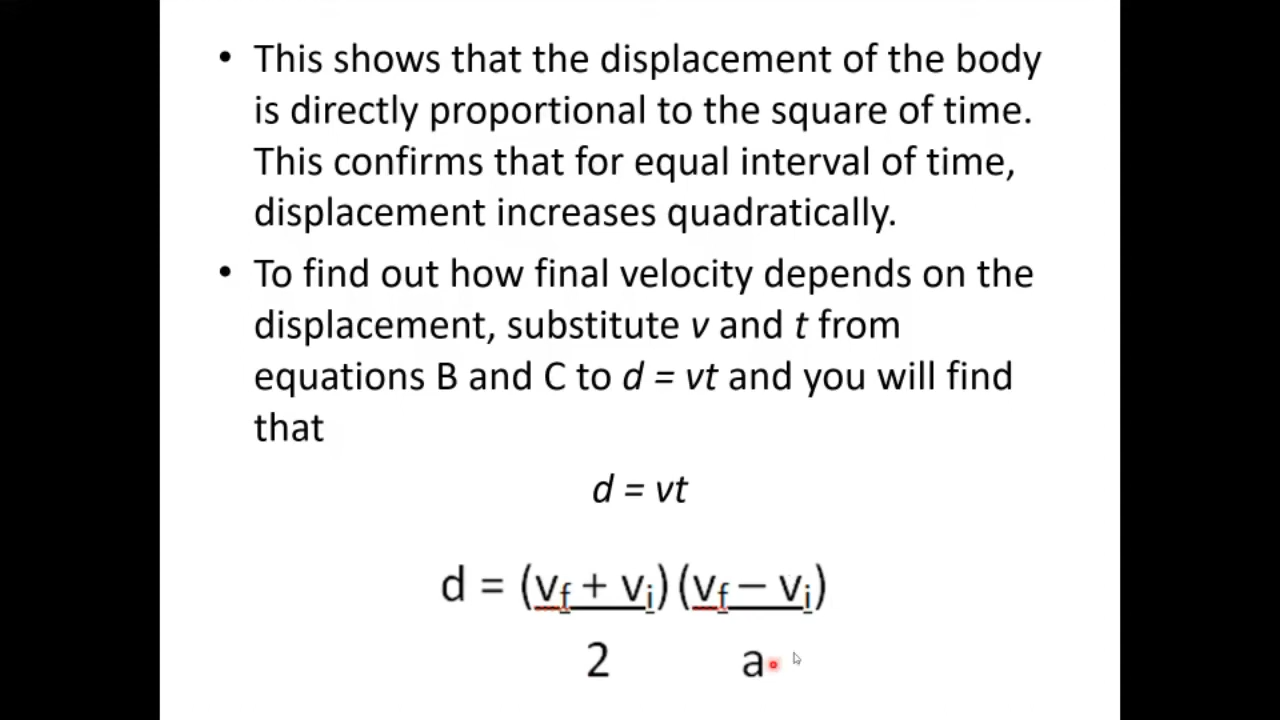 • This shows that the displacement of the body
is directly proportional to the square of time.
This confirms that for equal interval of time,
displacement increases quadratically.
• To find out how final velocity depends on the
displacement, substitute v and t from
equations B and C to d = vt and you will find
that
d = vt
d = (vf + vi) (vf – vi)
2 a